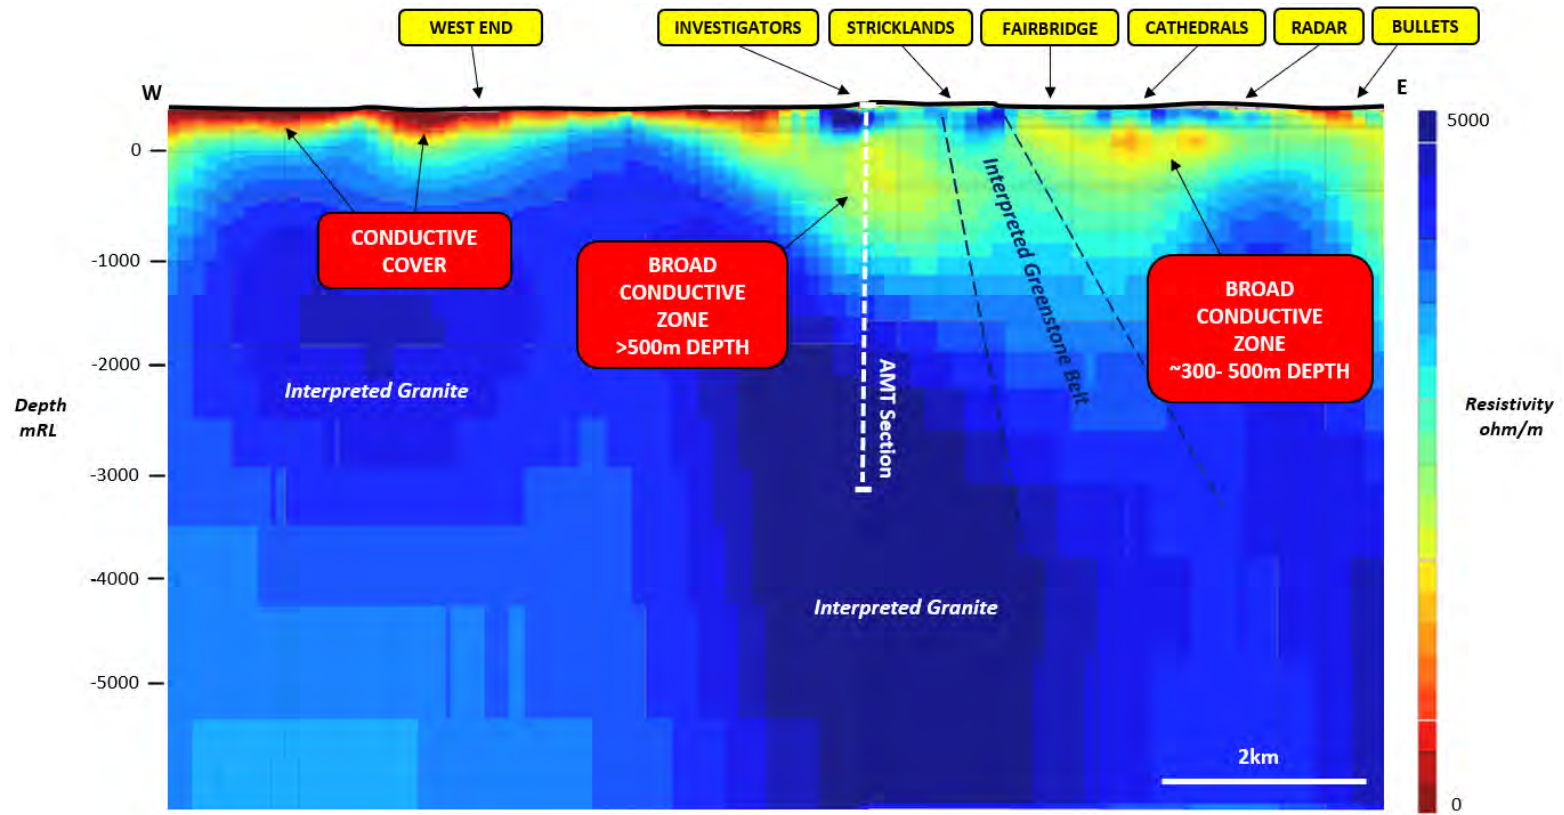 WEST END
INVESTIGATORS
STRICKLANDS
FAIRBRIDGE
CATHEDRALS
RADAR
BULLETS
W
E
5000
0
CONDUCTIVE
COVER
BROAD
CONDUCTIVE
ZONE
>500m DEPTH
Interpreted Greenstone Belt
BROAD
CONDUCTIVE
ZONE
~300- 500m DEPTH
-1000
-2000
Interpreted Granite
AMT Section
Depth
mRL
Resistivity
ohm/m
-3000
-4000
Interpreted Granite
-5000
2km
0